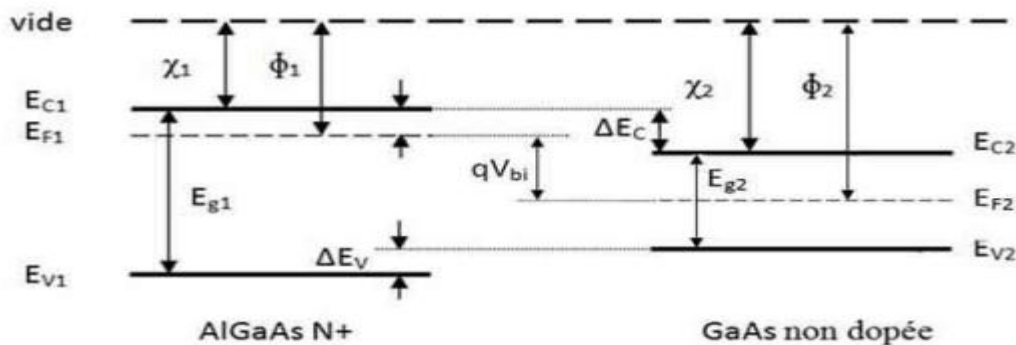 vide
χ1 ϕ1 χ2 ϕ2
EC1
EF1 ΔEC EC2
qVbi Eg2
Eg1 EF2
ΔEV EV2
EV1
AlGaAs N+ GaAs non dopée